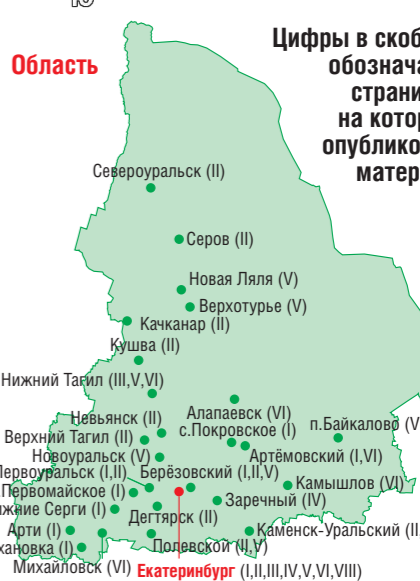 Область
Цифры в скоб
обознача
страни
на котор
опублико
матер
Североуральск (II)
Серов (II)
Новая Ляля (V)
Верхотурье (V)
Качканар (II)
Кушва (II)
Нижний Тагил (III,V,VI)
Алапаевск (VI)
Невьянск (II)
с.Покровское (I)
п.Байкалово (V
Верхний Тагил (II)
Артёмовский (I,VI)
Новоуральск (V)
Первоуральск (I,II)
Берёзовский (I,II,V)
Камышлов (VI)
.Первомайское (I)
Заречный (IV)
жние Серги (I)
Дегтярск (II)
Арти (I)
Каменск-Уральский (II
хановка (I)
Полевской (II,V)
Михайловск (VI)
Екатеринбург (I,II,III,IV,V,VI,VIII)